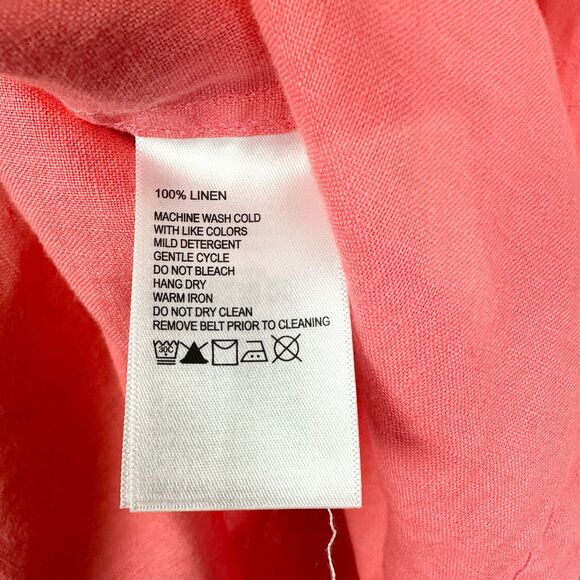 100% LINEN
MACHINE WASH COLD
WITH LIKE COLORS
MILD DETERGENT
GENTLE CYCLE
DO NOT BLEACH
HANG DRY
WARM IRON
DO NOT DRY CLEAN
REMOVE BELT PRIOR TO CLEANING
30C